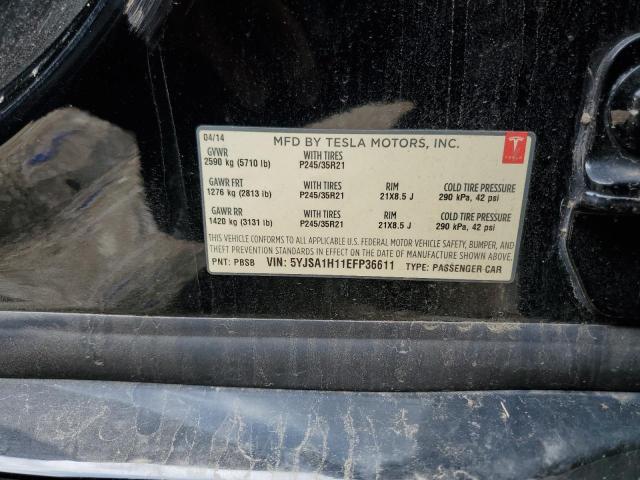 04/14 MFD BY TESLA MOTORS, INC.
GVWR WITH TIRES
2590 kg (5710 lb) P245/35R21
GAWR FRT WITH TIRES RIM COLD TIRE PRESSURE
1276 kg (2813 lb) P245/35R21 21X8.5 J 290 kPa, 42 psi
GAWR RR WITH TIRES RIM COLD TIRE PRESSURE
1420 kg (3131 lb) P245/35R21 21X8.5 J 290 kPa, 42 psi
THIS VEHICLE CONFORMS TO ALL APPLICABLE U.S. FEDERAL MOTOR VEHICLE SAFETY, BUMPER, AND
THEFT PREVENTION STANDARDS IN EFFECT ON THE DATE OF MANUFACTURE SHOWN ABOVE.
PNT: PBSB VIN: 5YJSA1H11EFP36611 TYPE: PASSENGER CAR
TESLA